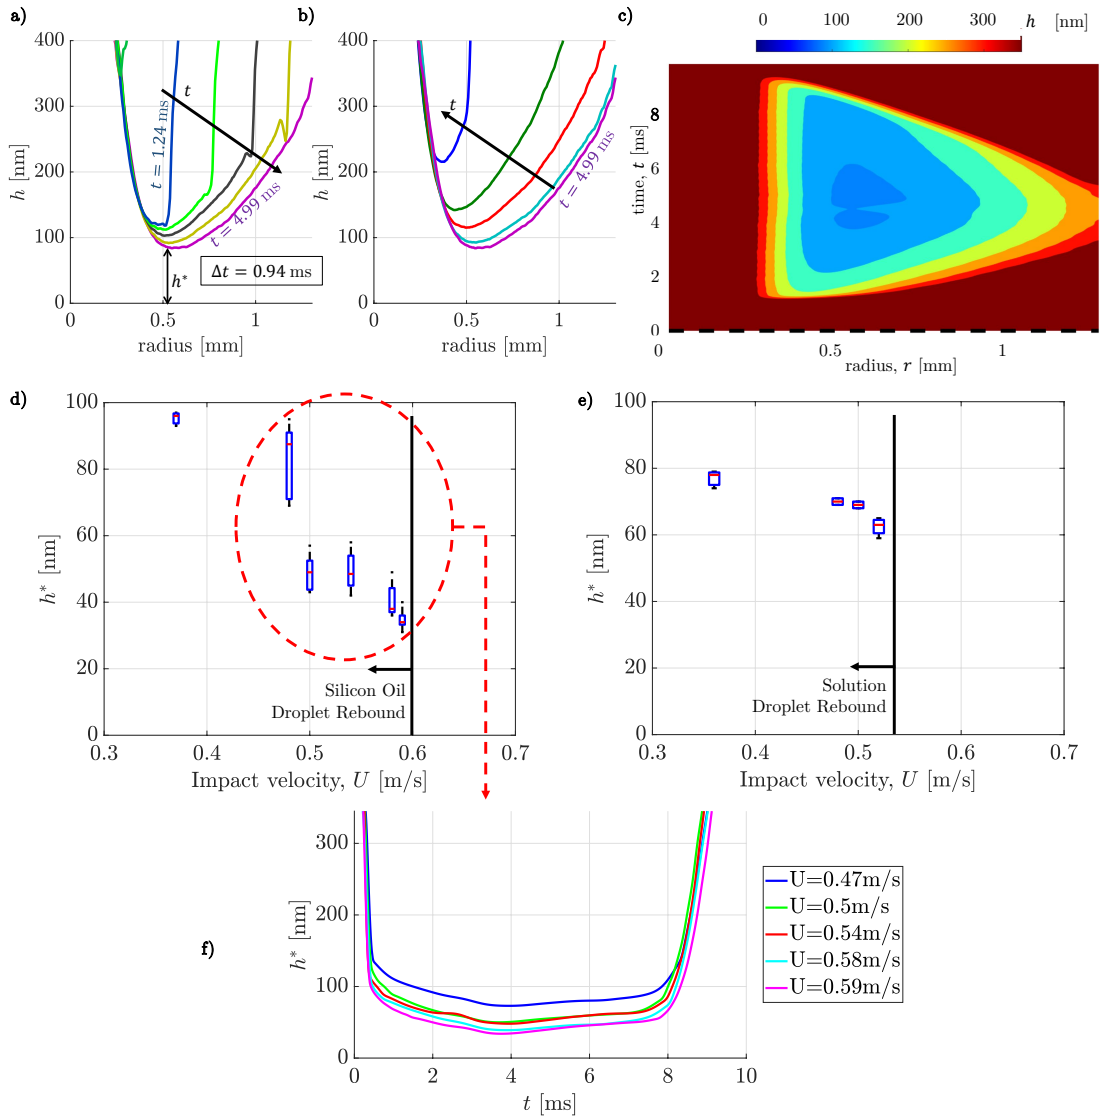 a)
400
300
200
100
0
h [nm]
0 0.5 1
radius [mm]
t
t = 1.24 ms
t = 4.99 ms
h*
Δt = 0.94 ms
b)
400
300
200
100
0
h [nm]
0 0.5 1
radius [mm]
t
t = 4.99 ms
c)
0 100 200 300 h [nm]
8
6
4
2
0
time, t [ms]
0 0.5 1
radius, r [mm]
d)
100
80
60
40
20
0
h* [nm]
Silicon Oil
Droplet Rebound
0.3 0.4 0.5 0.6 0.7
Impact velocity, U [m/s]
e)
100
80
60
40
20
0
h* [nm]
Solution
Droplet Rebound
0.3 0.4 0.5 0.6 0.7
Impact velocity, U [m/s]
f)
300
200
100
0
h* [nm]
0 2 4 6 8 10
t [ms]
U=0.47m/s
U=0.5m/s
U=0.54m/s
U=0.58m/s
U=0.59m/s